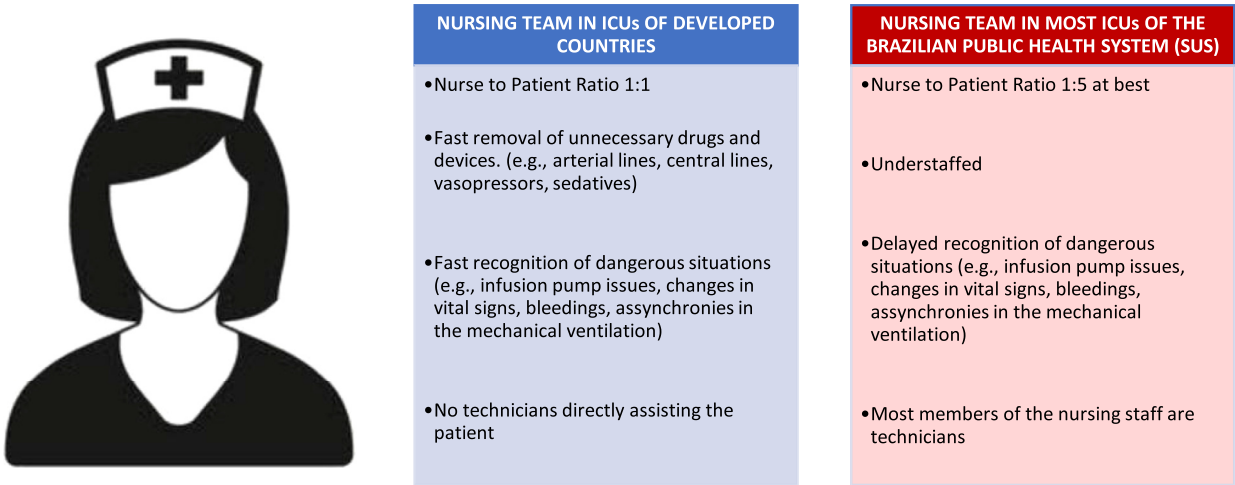 NURSING TEAM IN ICUs OF DEVELOPED
COUNTRIES
•Nurse to Patient Ratio 1:1
•Fast removal of unnecessary drugs and
devices. (e.g., arterial lines, central lines,
vasopressors, sedatives)
•Fast recognition of dangerous situations
(e.g., infusion pump issues, changes in
vital signs, bleedings, assynchronies in
the mechanical ventilation)
•No technicians directly assisting the
patient
NURSING TEAM IN MOST ICUs OF THE
BRAZILIAN PUBLIC HEALTH SYSTEM (SUS)
•Nurse to Patient Ratio 1:5 at best
•Understaffed
•Delayed recognition of dangerous
situations (e.g., infusion pump issues,
changes in vital signs, bleedings,
assynchronies in the mechanical
ventilation)
•Most members of the nursing staff are
technicians